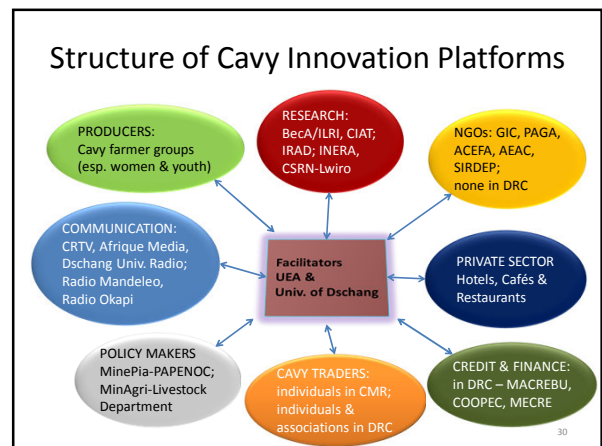 Structure of Cavy Innovation Platforms
PRODUCERS:
Cavy farmer groups
(esp. women & youth)
RESEARCH:
BecA/ILRI, CIAT;
IRAD; INERA,
CSRN-Lwiro
NGOs: GIC, PAGA,
ACEFA, AEAC,
SIRDEP;
none in DRC
COMMUNICATION:
CRTV, Afrique Media,
Dschang Univ. Radio;
Radio Mandeleo,
Radio Okapi
Facilitators
UEA &
Univ. of Dschang
PRIVATE SECTOR
Hotels, Cafés &
Restaurants
POLICY MAKERS
MinePia-PAPENOC;
MinAgri-Livestock
Department
CAVY TRADERS:
individuals in CMR;
individuals &
associations in DRC
CREDIT & FINANCE:
in DRC – MACREBU,
COOPEC, MECRE
30